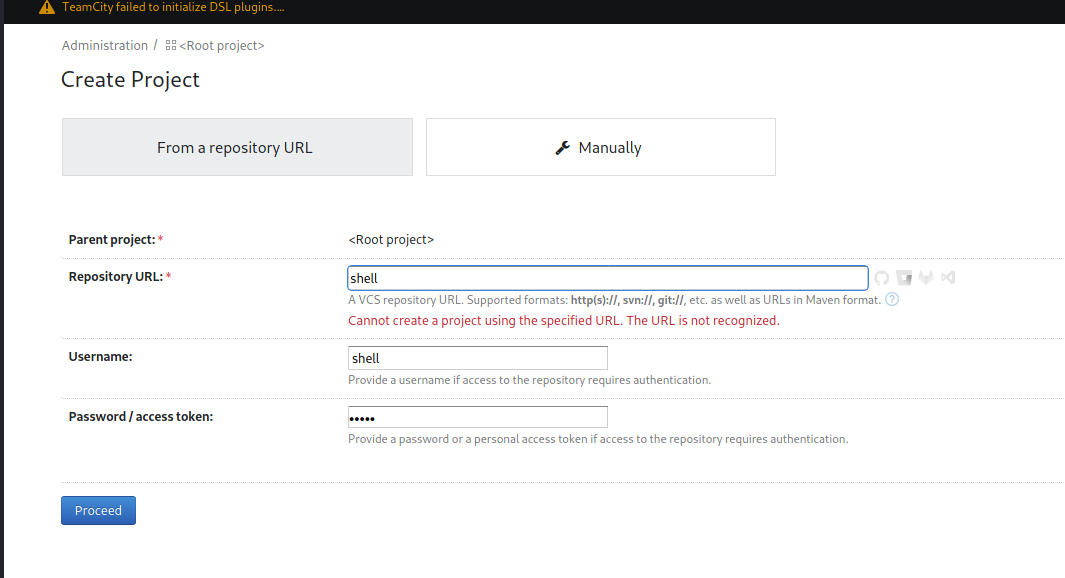 TeamCity failed to initialize DSL plugins....
Administration / <Root project>
Create Project
From a repository URL
Manually
Parent project: * <Root project>
Repository URL: * shell
A VCS repository URL. Supported formats: http(s)://, svn://, git://, etc. as well as URLs in Maven format. ?
Cannot create a project using the specified URL. The URL is not recognized.
Username: shell
Provide a username if access to the repository requires authentication.
Password / access token: •••••
Provide a password or a personal access token if access to the repository requires authentication.
Proceed